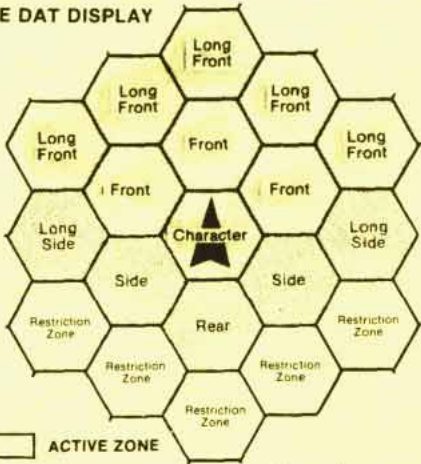 E DAT DISPLAY
Long
Front
Long
Front
Long
Front
Long
Front
Front
Long
Front
Front
Front
Long
Side
Character
Long
Side
Side
Side
Restriction
Zone
Rear
Restriction
Zone
Restriction
Zone
Restriction
Zone
Restriction
Zone
ACTIVE ZONE